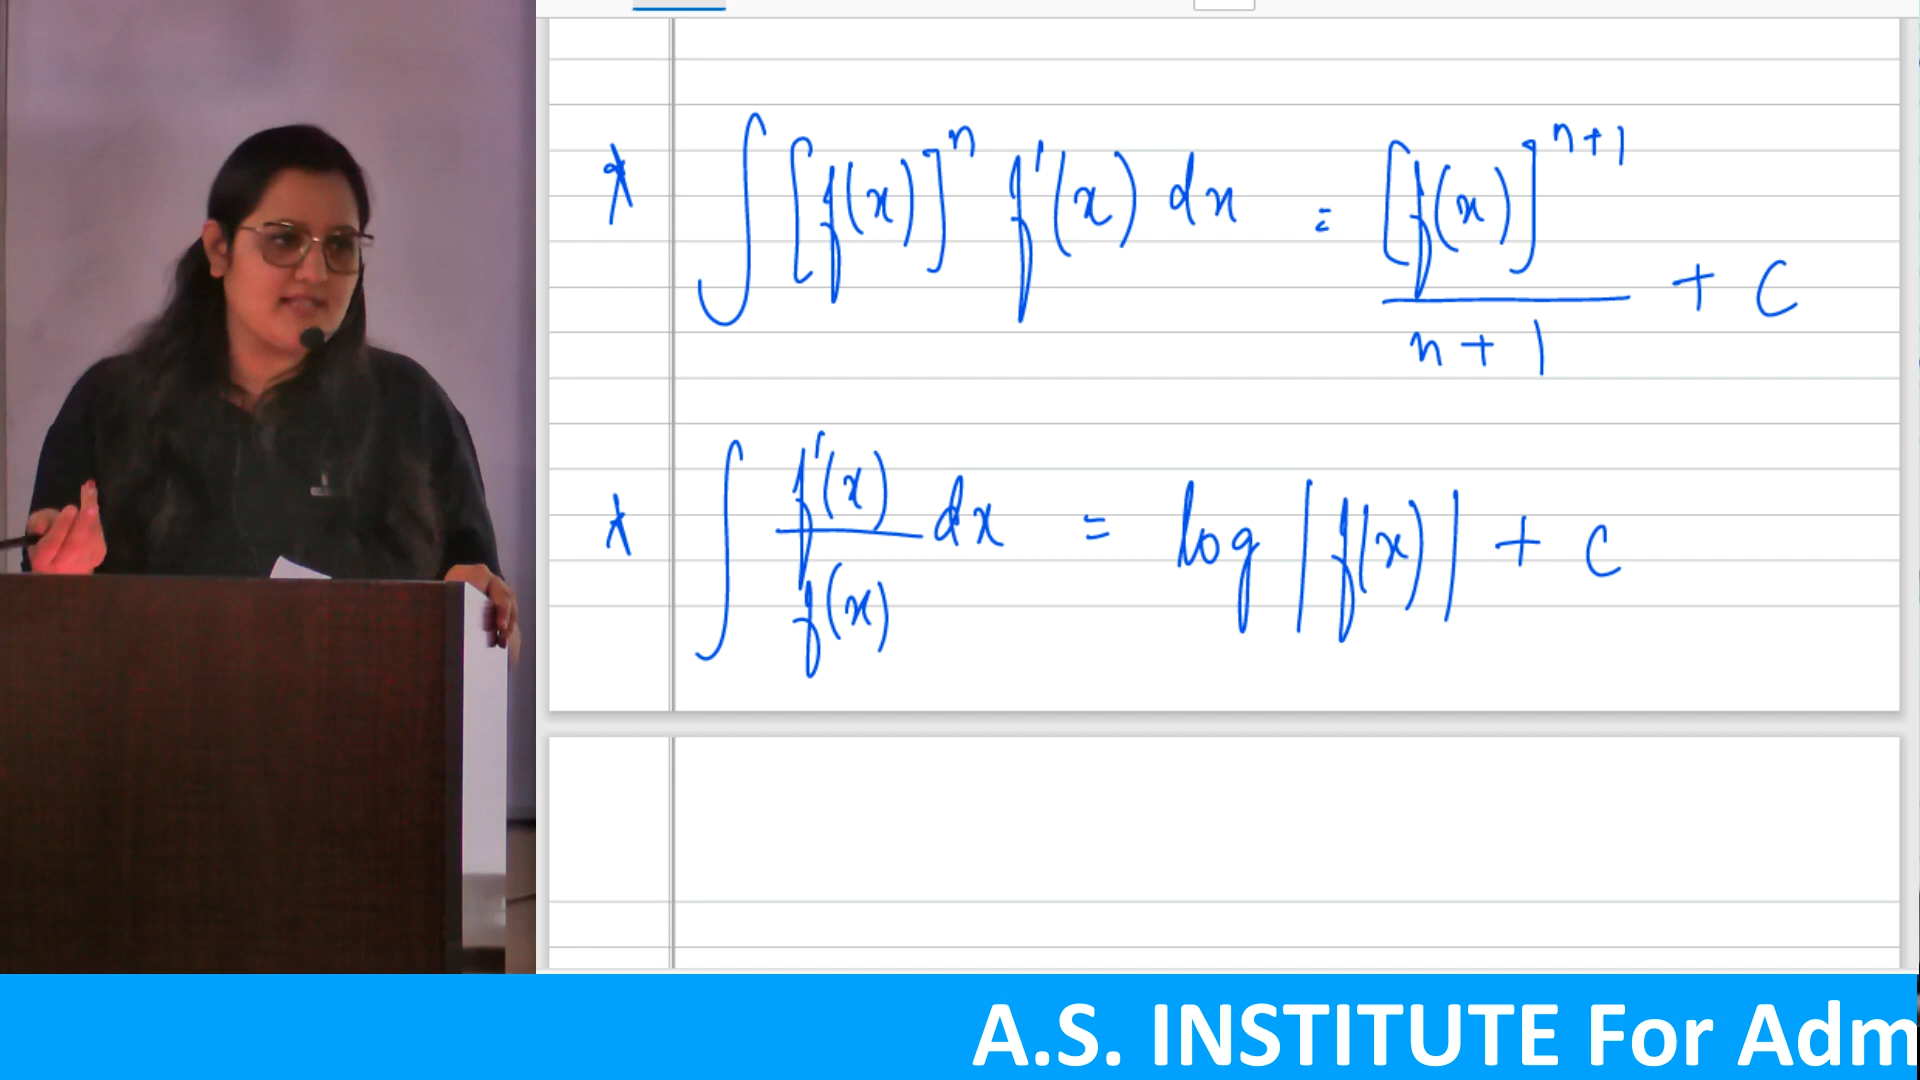 * ∫ [f(x)]ⁿ f'(x) dx = [f(x)]ⁿ⁺¹ / n+1 + C
* ∫ f'(x) / f(x) dx = log |f(x)| + C
A.S. INSTITUTE For Adm